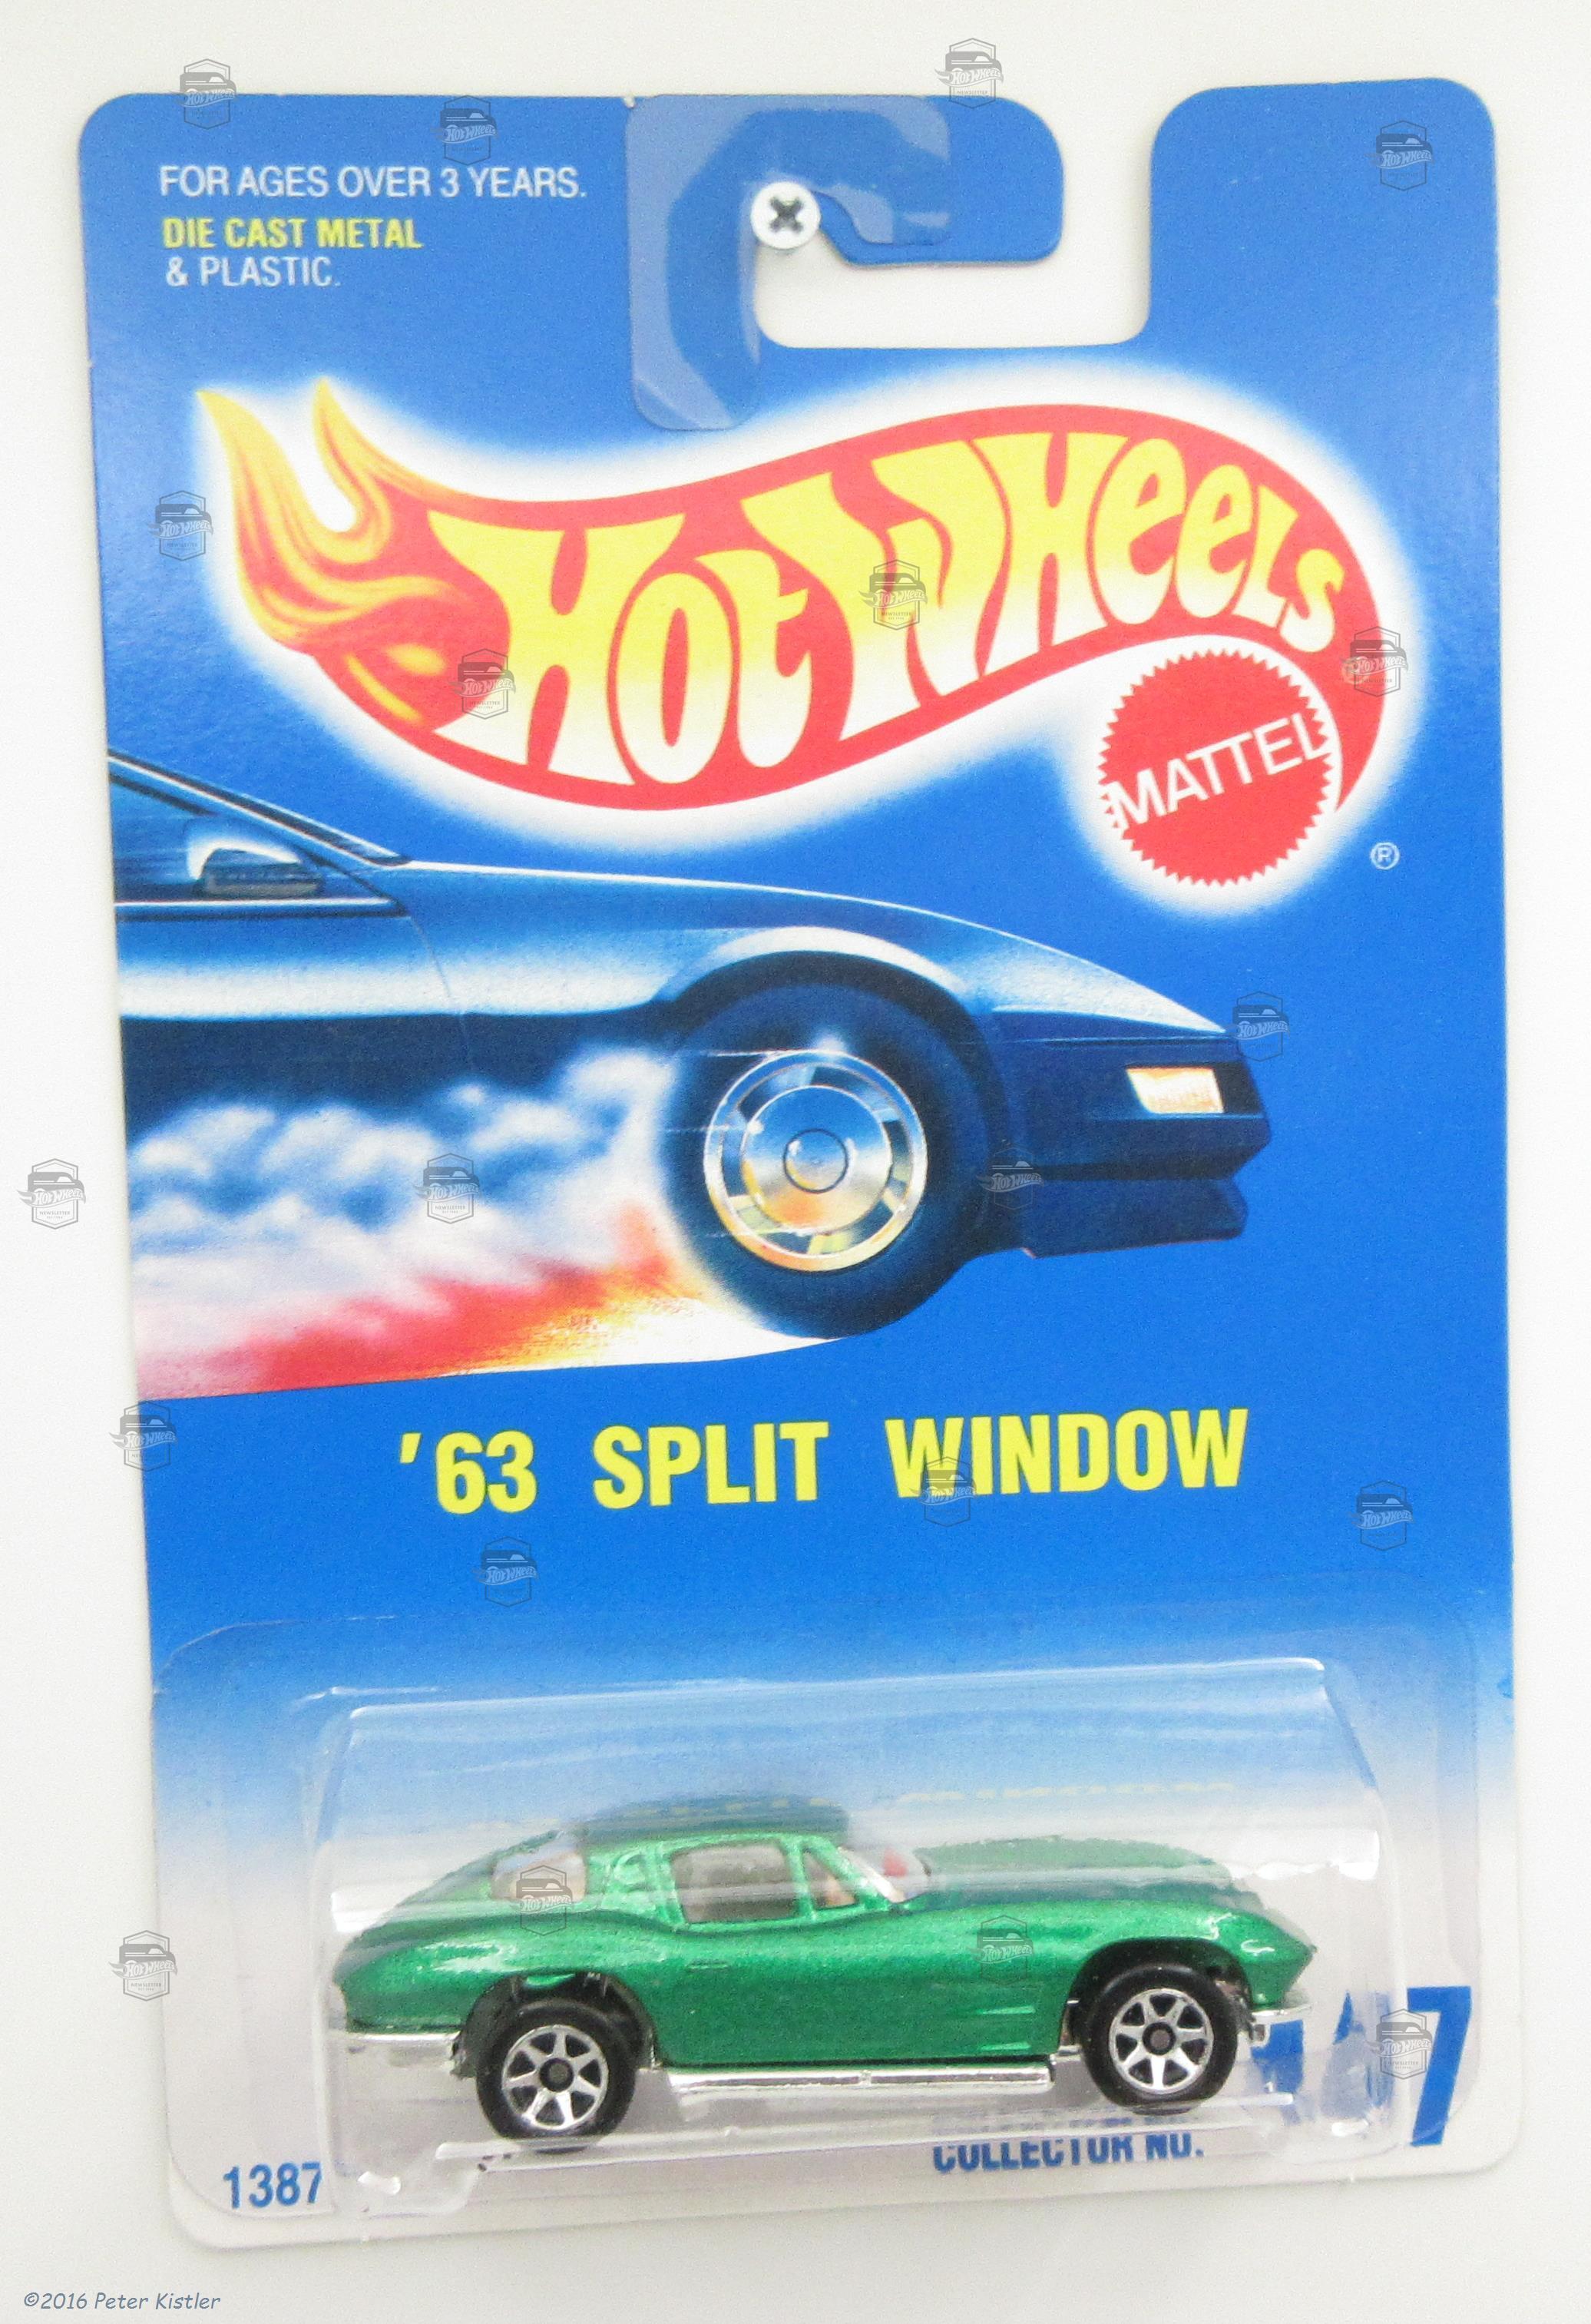 FOR AGES OVER 3 YEARS.
DIE CAST METAL
& PLASTIC.
HOT WHEELS
MATTEL
®
'63 SPLIT WINDOW
1387
COLLECTOR NO.
7
©2016 Peter Kistler